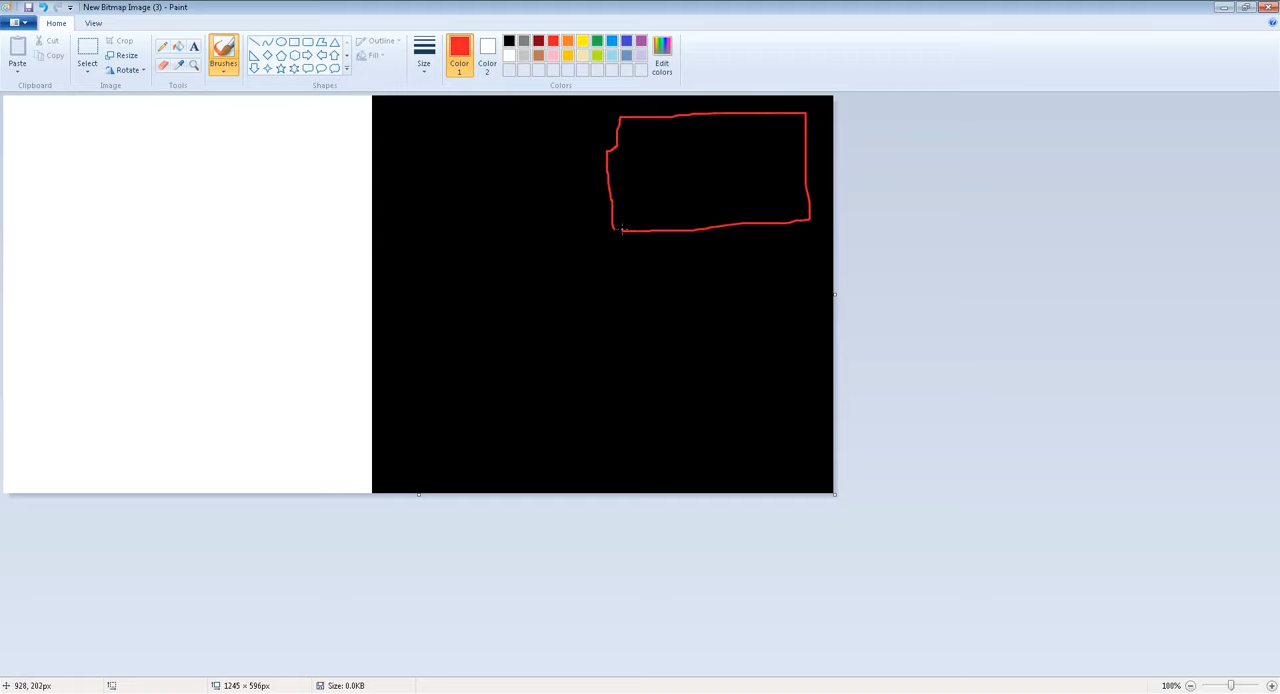 New Bitmap Image (3) - Paint
Home View
Paste
Cut
Copy
Clipboard
Select
Crop
Resize
Rotate
Image
A
Tools
Brushes
Outline
Fill
Shapes
Size
Color 1
Color 2
Edit colors
Colors
928, 202px
1245 × 596px
Size: 0.0KB
100%